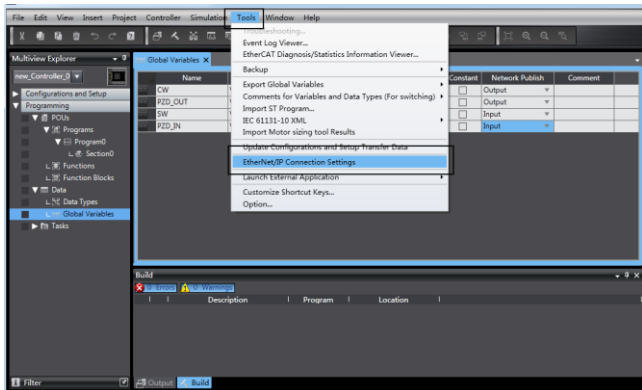 File Edit View Insert Project Controller Simulation Tools Window Help
Troubleshooting...
Event Log Viewer...
EtherCAT Diagnosis/Statistics Information Viewer...
Backup
Export Global Variables
Comments for Variables and Data Types (For switching)
Import ST Program...
IEC 61131-10 XML
Import Motor sizing tool Results
Update Configurations and Setup Transfer Data
EtherNet/IP Connection Settings
Launch External Application
Customize Shortcut Keys...
Option...
Multiview Explorer
new_Controller_0
Configurations and Setup
Programming
POUs
Programs
Program0
Section0
Functions
Function Blocks
Data
Data Types
Global Variables
Tasks
Filter
Global Variables X
Name Constant Network Publish Comment
CW Output
PZD_OUT Output
SW Input
PZD_IN Input
Build
0 Errors 0 Warnings
Description Program Location
Output Build